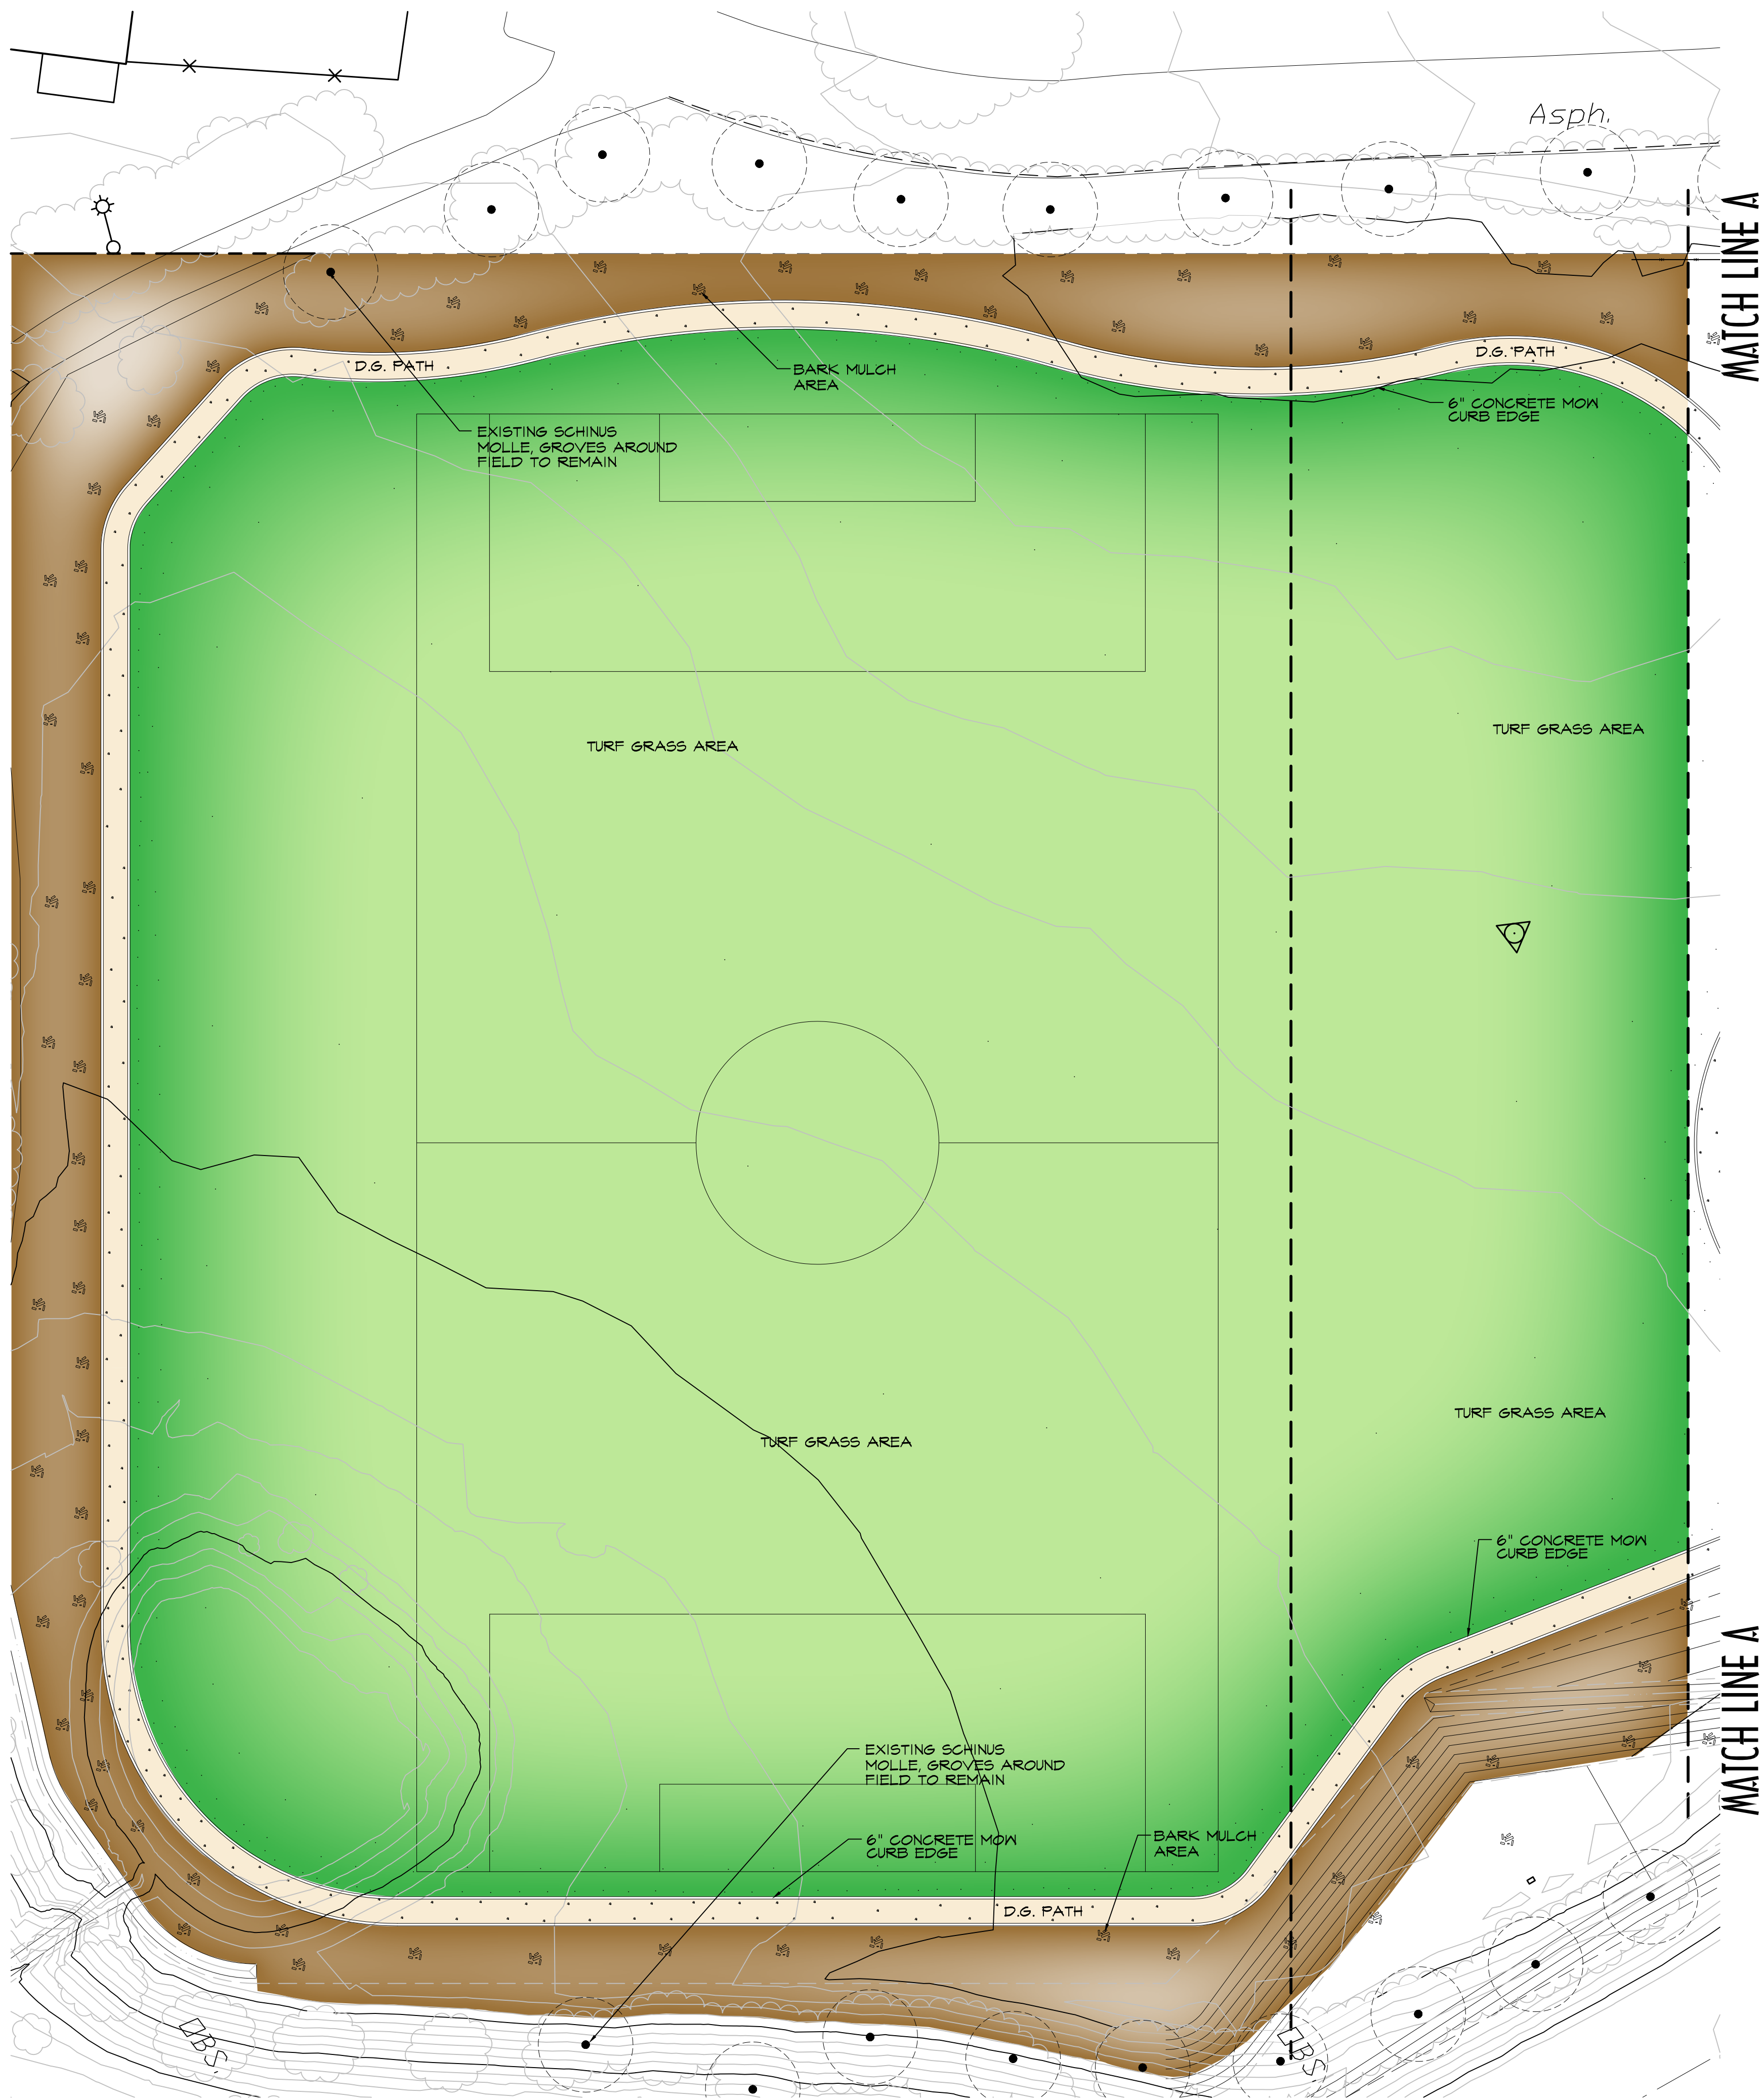 Asph.
MATCH LINE A
D.G. PATH
D.G. PATH
BARK MULCH
AREA
6" CONCRETE MOW
CURB EDGE
EXISTING SCHINUS
MOLLE, GROVES AROUND
FIELD TO REMAIN
TURF GRASS AREA
TURF GRASS AREA
TURF GRASS AREA
TURF GRASS AREA
6" CONCRETE MOW
CURB EDGE
MATCH LINE A
EXISTING SCHINUS
MOLLE, GROVES AROUND
FIELD TO REMAIN
6" CONCRETE MOW
CURB EDGE
BARK MULCH
AREA
D.G. PATH